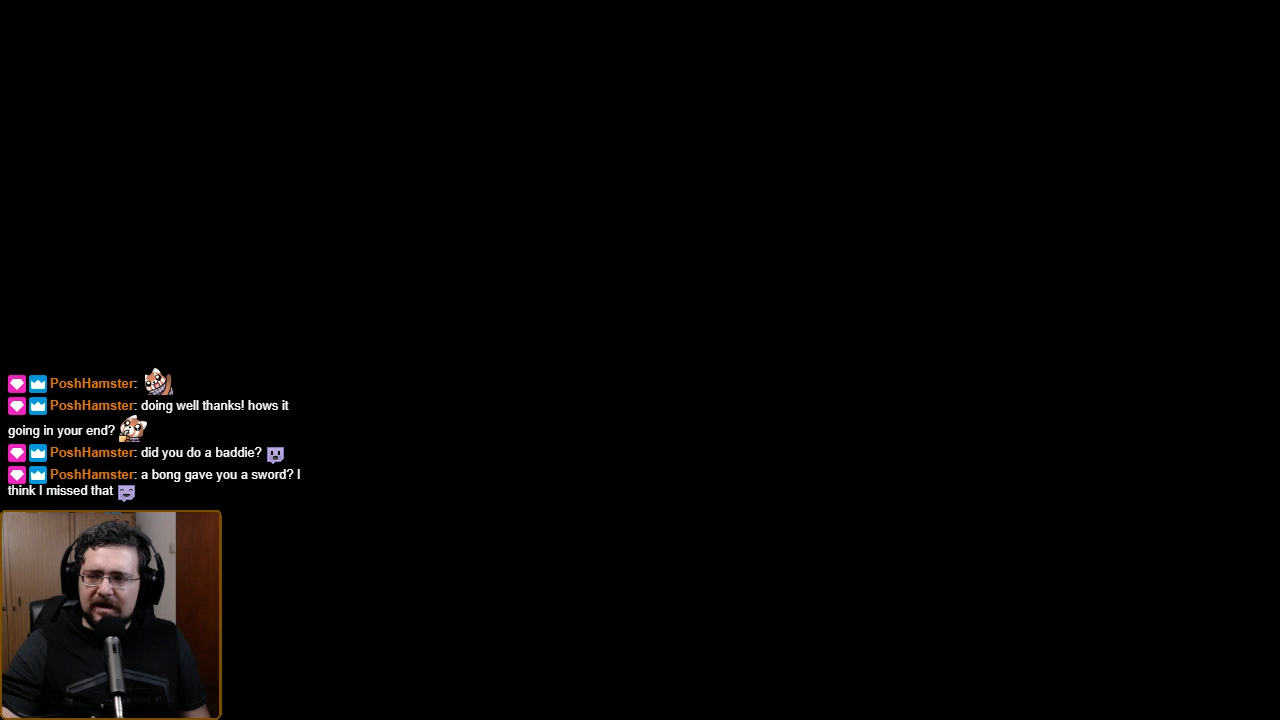 PoshHamster:
PoshHamster: doing well thanks! hows it
going in your end?
PoshHamster: did you do a baddie?
PoshHamster: a bong gave you a sword? I
think I missed that